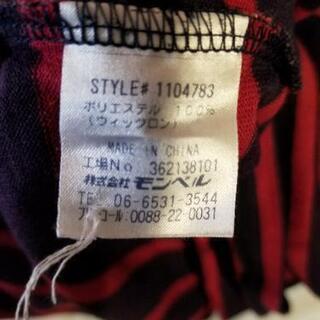 STYLE# 1104783
ポリエステル 100%
(ウィックロン)
MADE IN CHINA
工場No 362138101
株式会社 モンベル
TEL 06-6531-3544
フリーコール:0088-22-0031